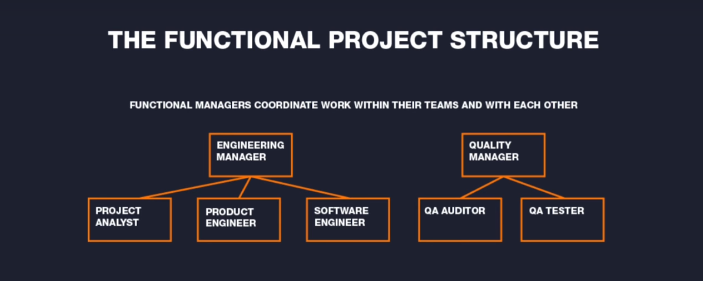 THE FUNCTIONAL PROJECT STRUCTURE
FUNCTIONAL MANAGERS COORDINATE WORK WITHIN THEIR TEAMS AND WITH EACH OTHER
ENGINEERING
MANAGER
QUALITY
MANAGER
PROJECT
ANALYST
PRODUCT
ENGINEER
SOFTWARE
ENGINEER
QA AUDITOR
QA TESTER